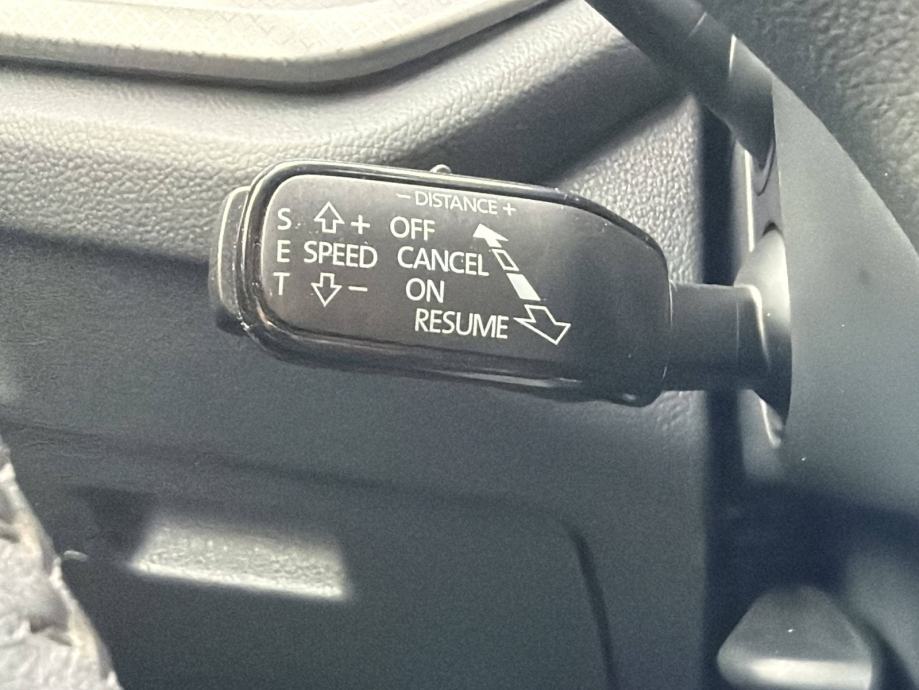 – DISTANCE +
S + OFF
E SPEED CANCEL
T – ON
RESUME